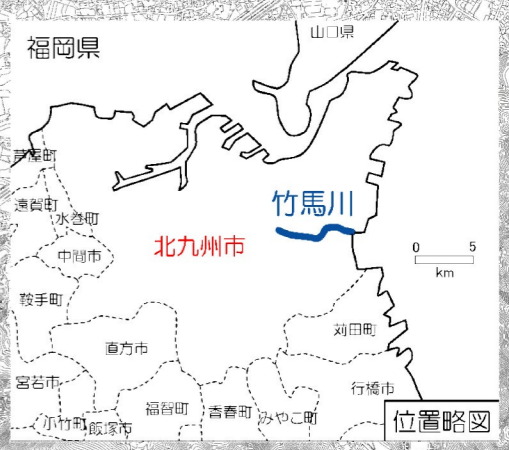 福岡県
山口県
芦屋町
竹馬川
遠賀町
水巻町
北九州市
中間市
0 5
km
鞍手町
苅田町
直方市
宮若市
行橋市
福智町
香春町
みやこ町
小竹町
飯塚市
位置略図